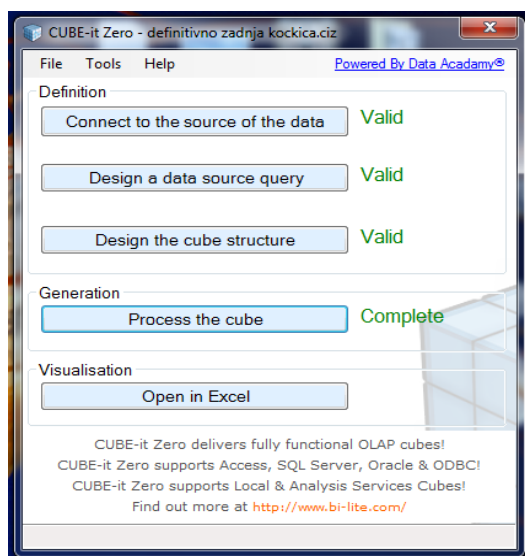 CUBE-it Zero - definitivno zadnja kockica.ciz
File Tools Help Powered By Data Acadamy®
Definition
Connect to the source of the data Valid
Design a data source query Valid
Design the cube structure Valid
Generation
Process the cube Complete
Visualisation
Open in Excel
CUBE-it Zero delivers fully functional OLAP cubes!
CUBE-it Zero supports Access, SQL Server, Oracle & ODBC!
CUBE-it Zero supports Local & Analysis Services Cubes!
Find out more at http://www.bi-lite.com/